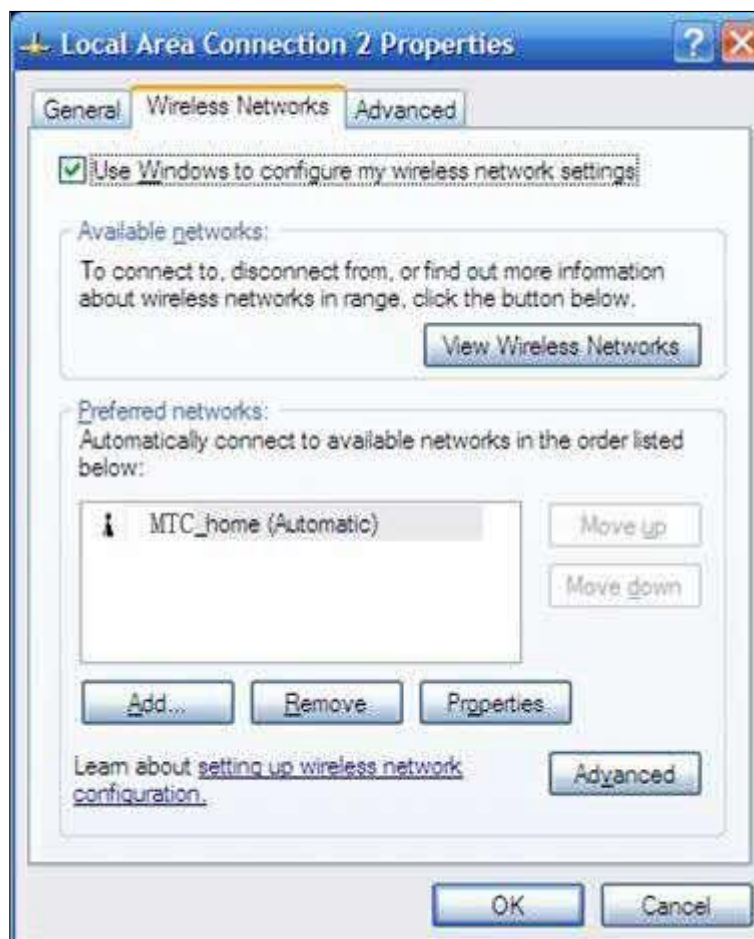 Local Area Connection 2 Properties
General
Wireless Networks
Advanced
Use Windows to configure my wireless network settings
Available networks:
To connect to, disconnect from, or find out more information
about wireless networks in range, click the button below.
View Wireless Networks
Preferred networks:
Automatically connect to available networks in the order listed
below:
MTC_home (Automatic)
Move up
Move down
Add...
Remove
Properties
Learn about setting up wireless network
configuration.
Advanced
OK
Cancel